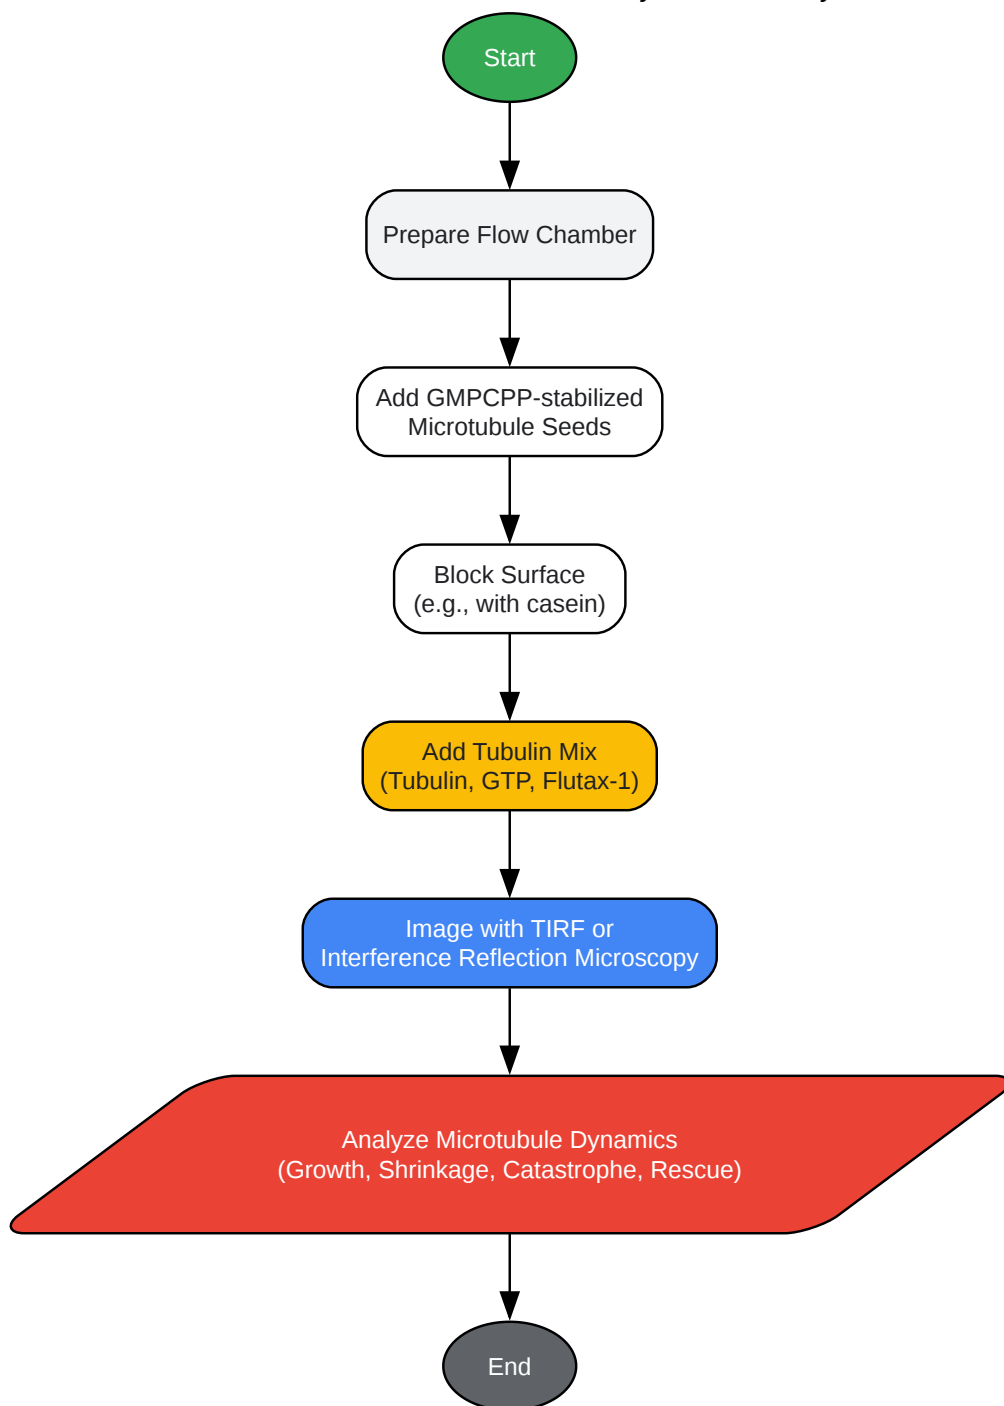 Start
Prepare Flow Chamber
Add GMPCPP-stabilized
Microtubule Seeds
Block Surface
(e.g., with casein)
Add Tubulin Mix
(Tubulin, GTP, Flutax-1)
Image with TIRF or
Interference Reflection Microscopy
Analyze Microtubule Dynamics
(Growth, Shrinkage, Catastrophe, Rescue)
End